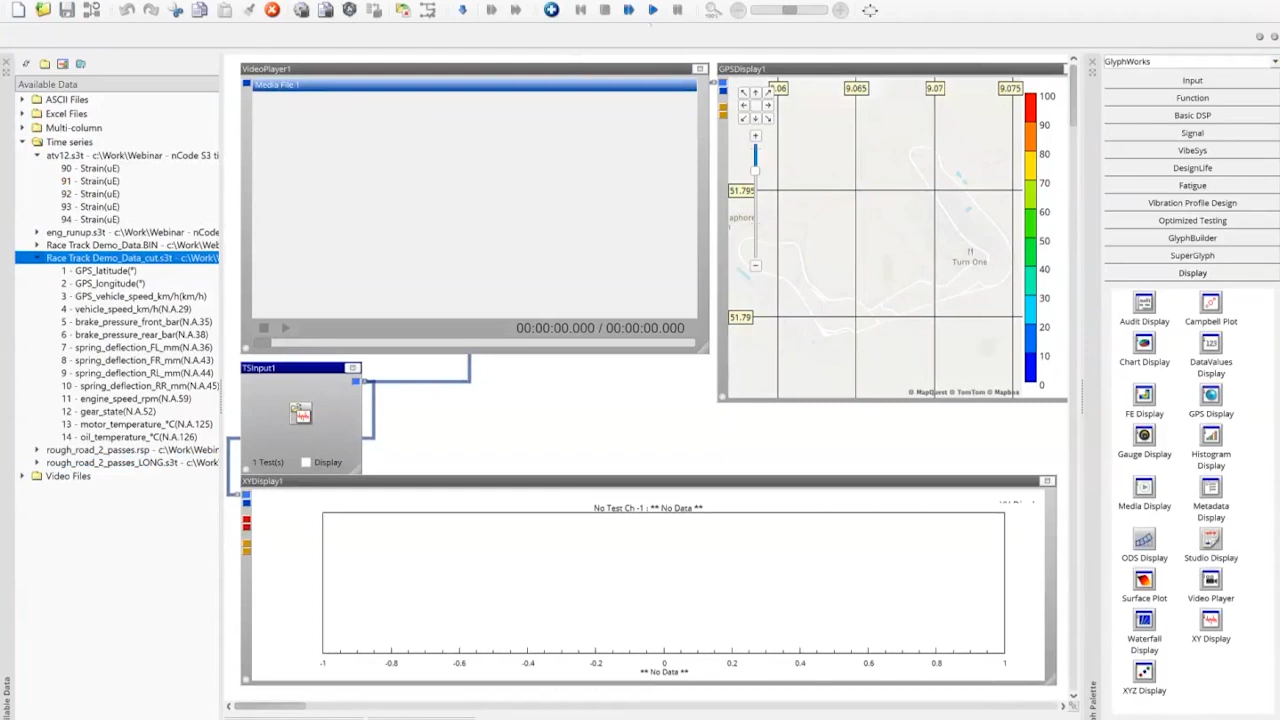 Available Data
ASCII Files
Excel Files
Multi-column
Time series
atv12.s3t - c:\Work\Webinar - nCode S3 ti
90 - Strain(uE)
91 - Strain(uE)
92 - Strain(uE)
93 - Strain(uE)
94 - Strain(uE)
eng_runup.s3t - c:\Work\Webinar - nCod
Race Track Demo_Data.BIN - c:\Work\Web
Race Track Demo_Data_cut.s3t - c:\Work\
1 - GPS_latitude(°)
2 - GPS_longitude(°)
3 - GPS_vehicle_speed_km/h(km/h)
4 - vehicle_speed_km/h(N.A.29)
5 - brake_pressure_front_bar(N.A.35)
6 - brake_pressure_rear_bar(N.A.38)
7 - spring_deflection_FL_mm(N.A.36)
8 - spring_deflection_FR_mm(N.A.43)
9 - spring_deflection_RL_mm(N.A.44)
10 - spring_deflection_RR_mm(N.A.45)
11 - engine_speed_rpm(N.A.59)
12 - gear_state(N.A.52)
13 - motor_temperature_°C(N.A.125)
14 - oil_temperature_°C(N.A.126)
rough_road_2_passes.rsp - c:\Work\Webin
rough_road_2_passes_LONG.s3t - c:\Work
Video Files
VideoPlayer1
Media File 1
00:00:00.000 / 00:00:00.000
GPSDisplay1
.06
9.065
9.07
9.075
51.795
51.79
aphore
Turn One
© MapQuest © TomTom © Mapbox
100
90
80
70
60
50
40
30
20
10
0
TSInput1
1 Test(s)
Display
XYDisplay1
No Test Ch -1 : ** No Data **
-1
-0.8
-0.6
-0.4
-0.2
0
0.2
0.4
0.6
0.8
1
** No Data **
GlyphWorks
Input
Function
Basic DSP
Signal
VibeSys
DesignLife
Fatigue
Vibration Profile Design
Optimized Testing
GlyphBuilder
SuperGlyph
Display
Audit Display
Campbell Plot
Chart Display
DataValues Display
FE Display
GPS Display
Gauge Display
Histogram Display
Media Display
Metadata Display
ODS Display
Studio Display
Surface Plot
Video Player
Waterfall Display
XY Display
XYZ Display
ilable Data
h Palette